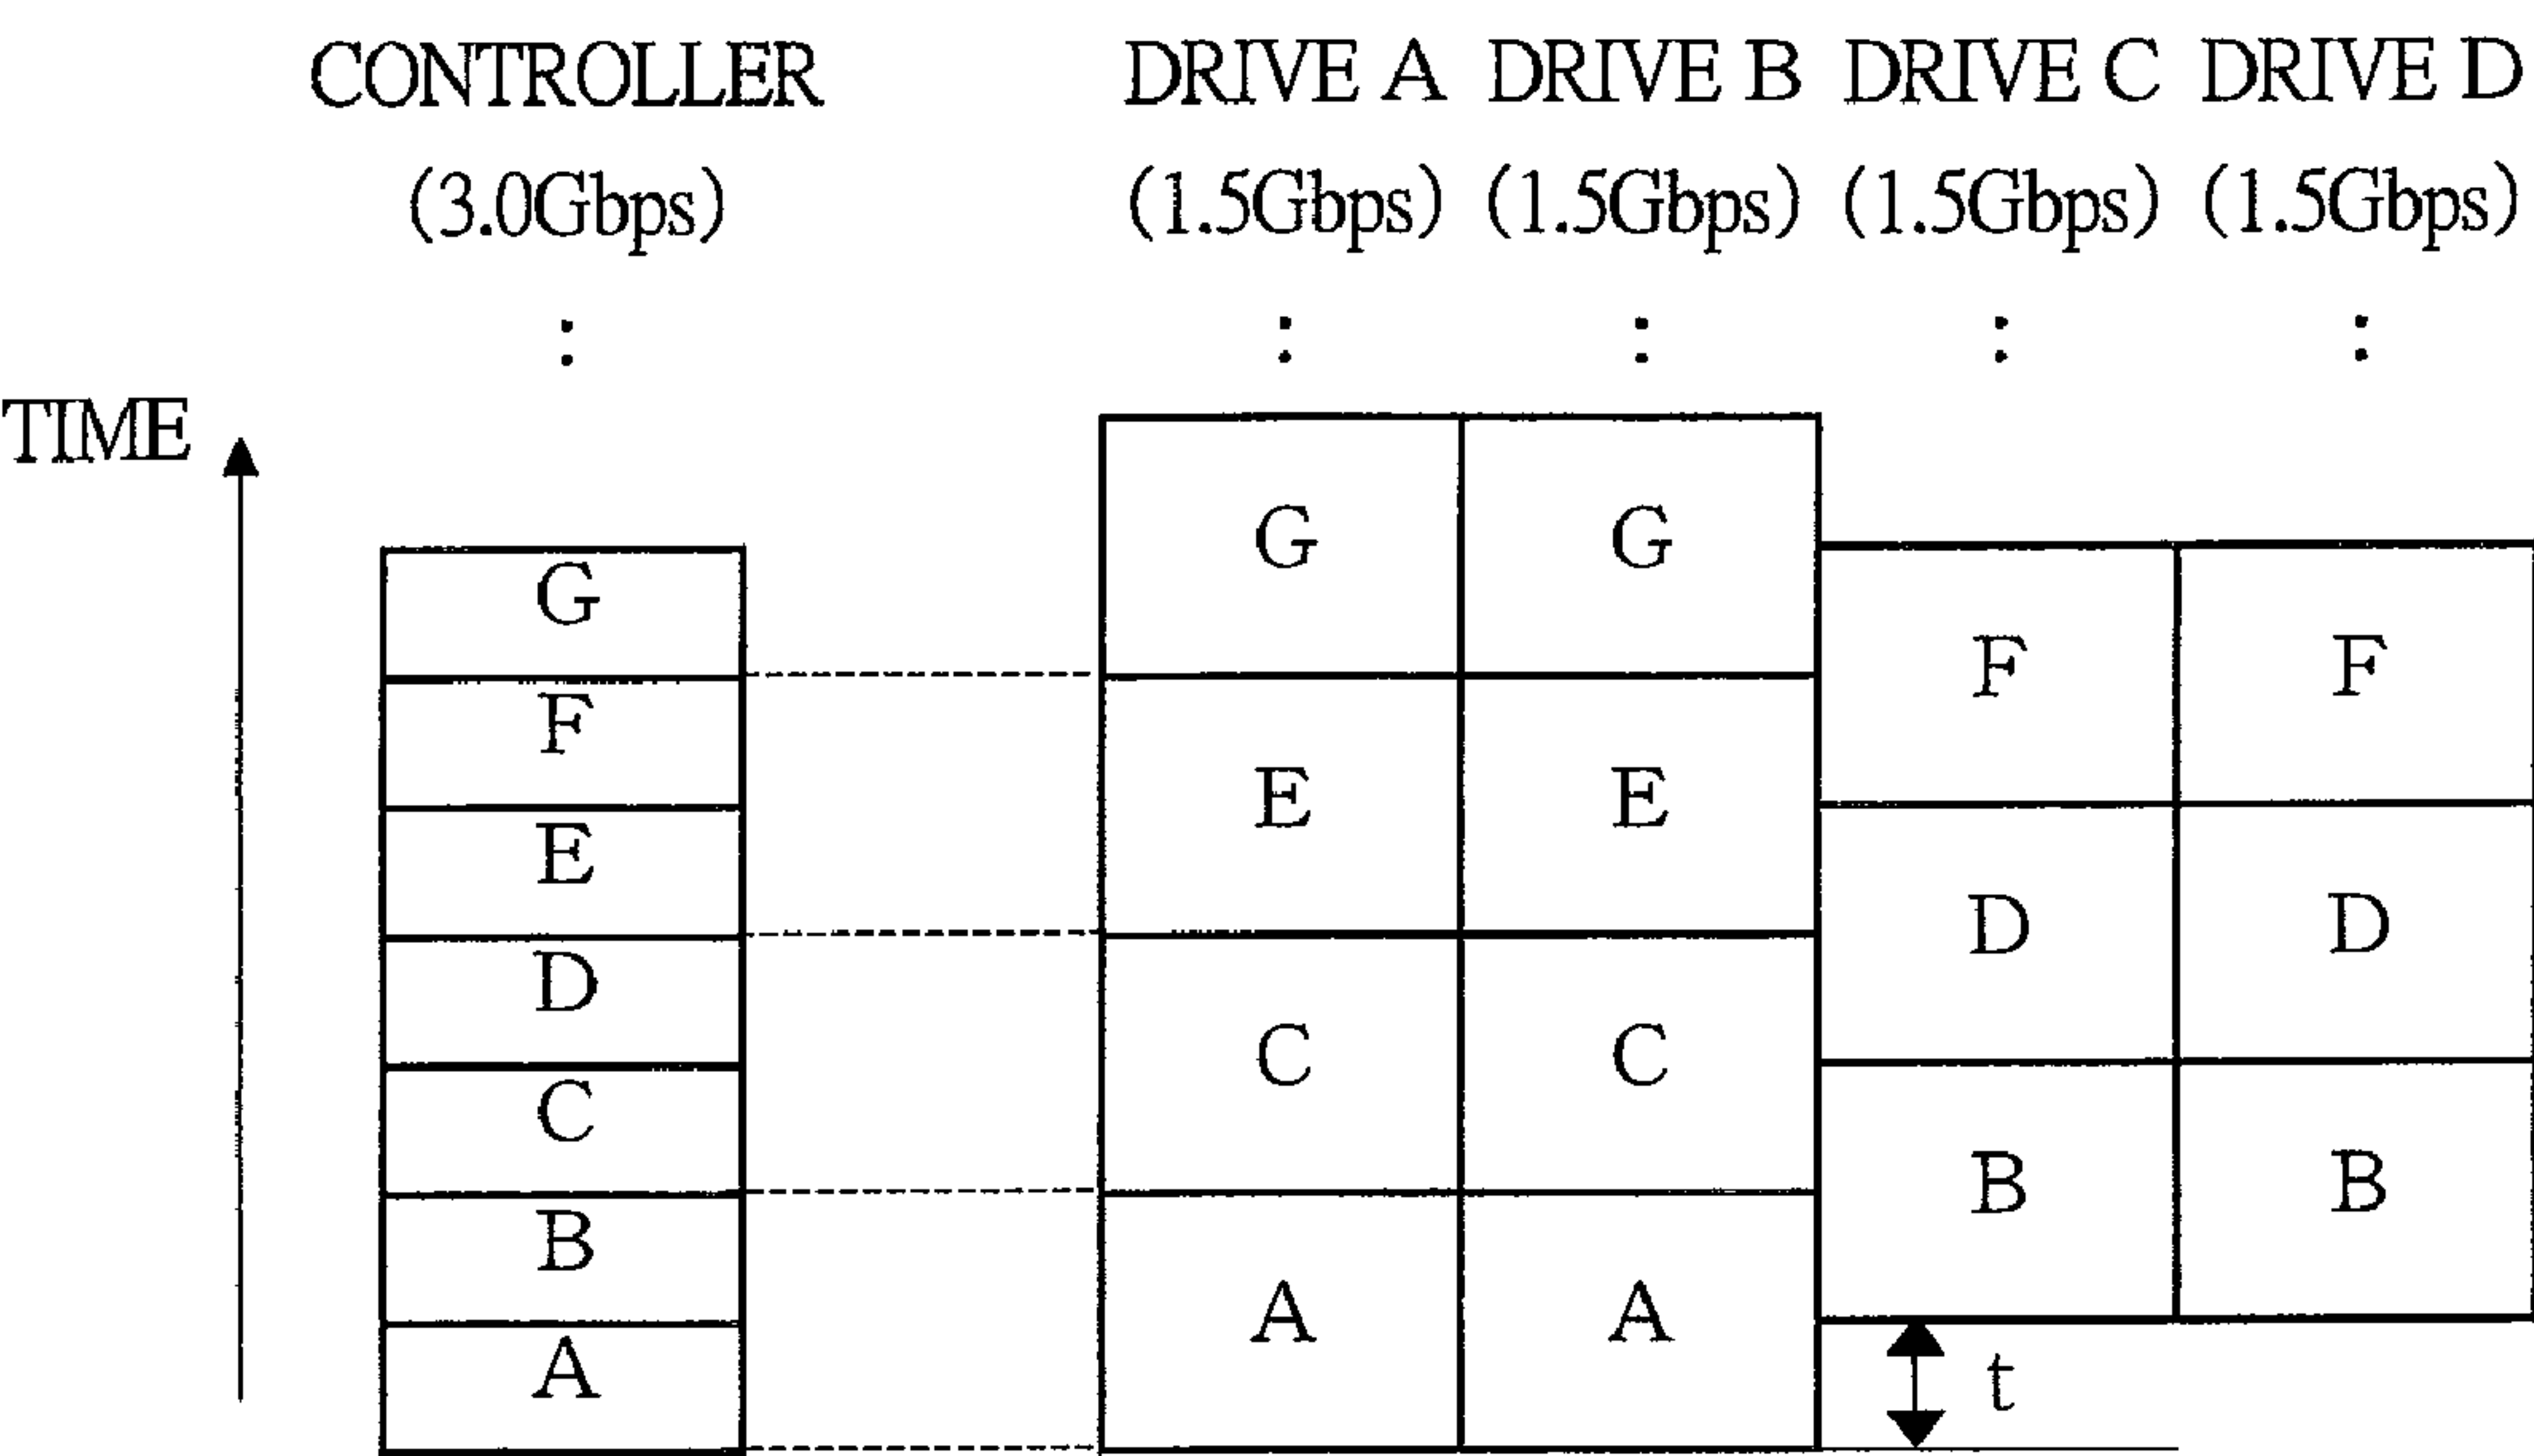 CONTROLLER DRIVE A DRIVE B DRIVE C DRIVE D
(3.0Gbps) (1.5Gbps) (1.5Gbps) (1.5Gbps) (1.5Gbps)
: : : : :
TIME
G G
G F F
F
E E
E
D D D
C C
C
B B B
A A
A t